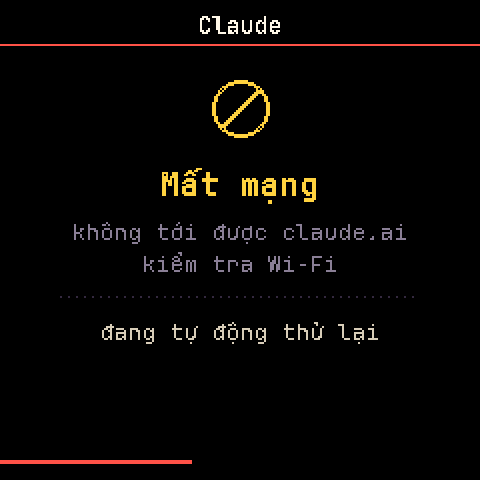 Claude
Mất mạng
không tới được claude.ai
kiểm tra Wi-Fi
đang tự động thử lại